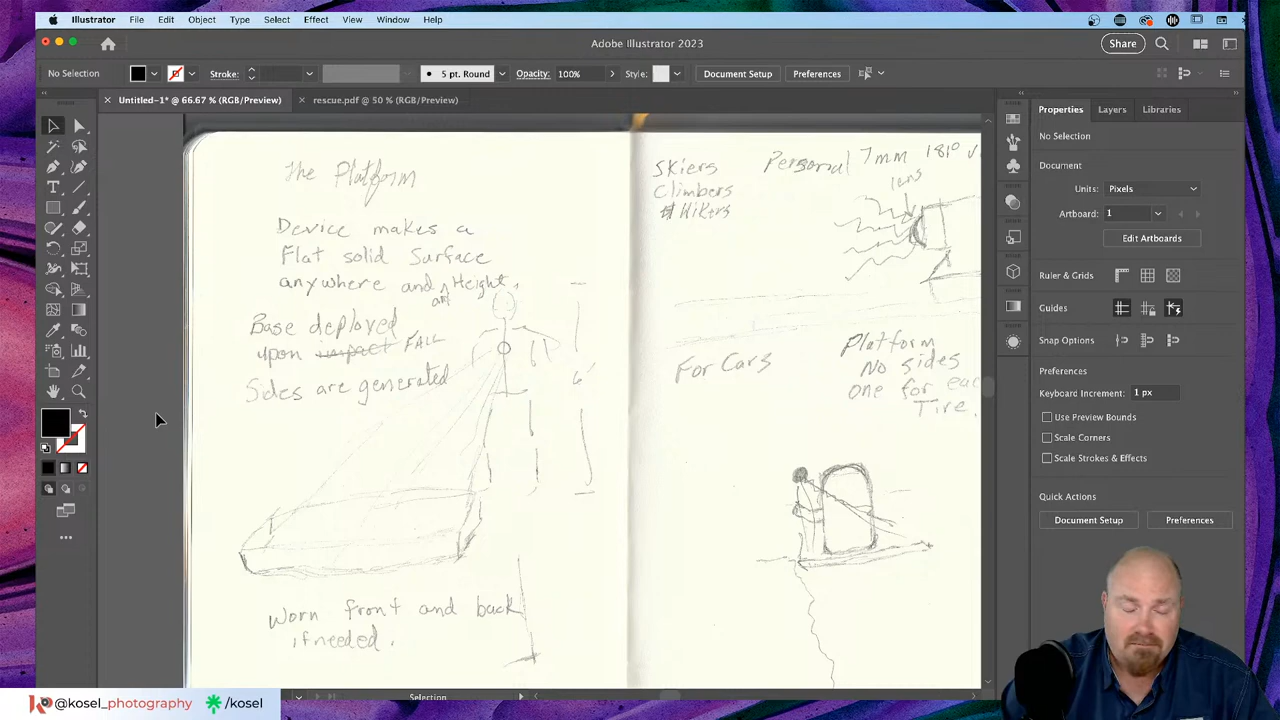 Illustrator File Edit Object Type Select Effect View Window Help
Adobe Illustrator 2023
Share
No Selection
Stroke:
5 pt. Round
Opacity: 100%
Style:
Document Setup
Preferences
Untitled-1* @ 66.67 % (RGB/Preview)
rescue.pdf @ 50 % (RGB/Preview)
The Platform
Device makes a
Flat solid Surface
anywhere and Height
Base deployed
upon impact FALL
Sides are generated
6'
Worn front and back
if needed.
Skiers
Climbers
Hikers
Personal 7mm 181°
lens
For Cars
Platform
No sides
one for each
Tire.
Properties Layers Libraries
No Selection
Document
Units: Pixels
Artboard: 1
Edit Artboards
Ruler & Grids
Guides
Snap Options
Preferences
Keyboard Increment: 1 px
Use Preview Bounds
Scale Corners
Scale Strokes & Effects
Quick Actions
Document Setup
Preferences
Selection
@kosel_photography /kosel